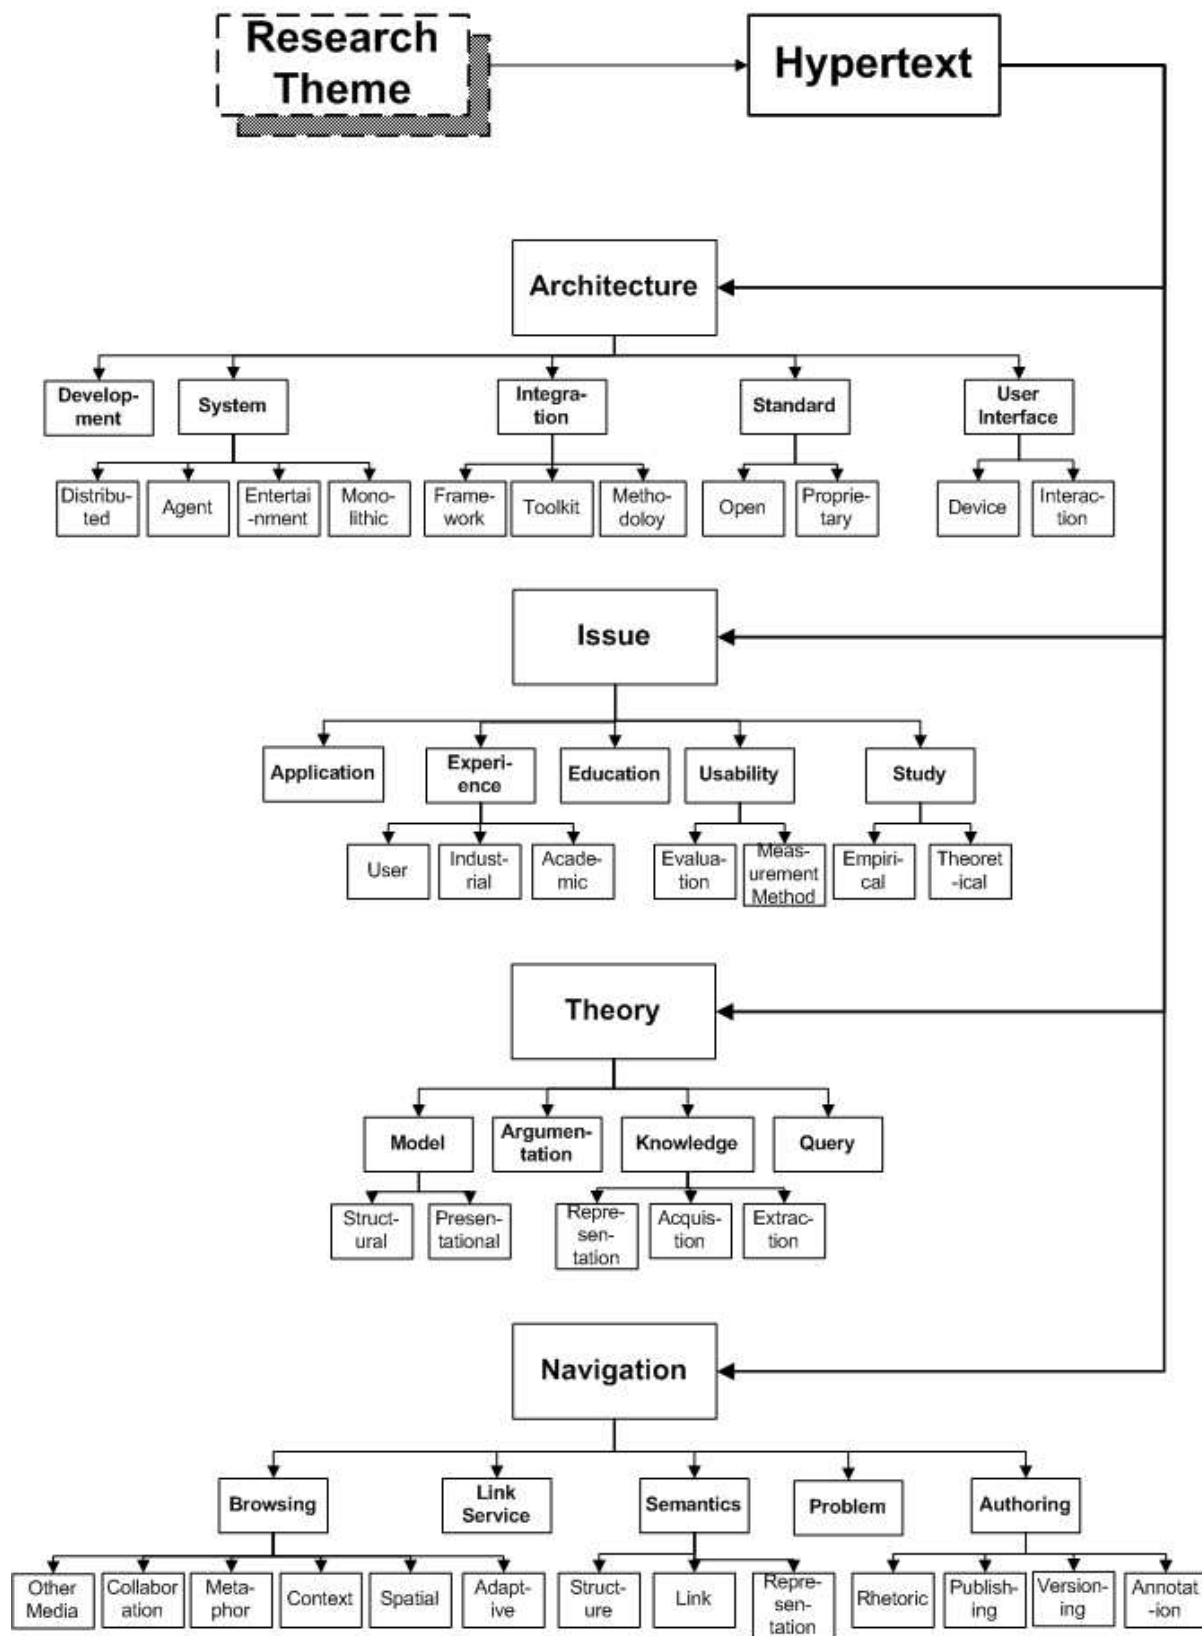 Research
Theme
Hypertext
Architecture
Develop-
ment
System
Integra-
tion
Standard
User
Interface
Distribu-
ted
Agent
Entertai
-nment
Mono-
lithic
Frame-
work
Toolkit
Metho-
doloy
Open
Proprie-
tary
Device
Interac-
tion
Issue
Application
Experi-
ence
Education
Usability
Study
User
Indust-
rial
Acade-
mic
Evalua-
tion
Meas-
urement
Method
Empiri-
cal
Theoret
-ical
Theory
Model
Argumen-
tation
Knowledge
Query
Struct-
ural
Presen-
tational
Repre-
sen-
tation
Acquis-
tion
Extrac-
tion
Navigation
Browsing
Link
Service
Semantics
Problem
Authoring
Other
Media
Collabor
ation
Meta-
phor
Context
Spatial
Adapt-
ive
Struct-
ure
Link
Repre-
sen-
tation
Rhetoric
Publish-
ing
Version-
ing
Annotat
-ion